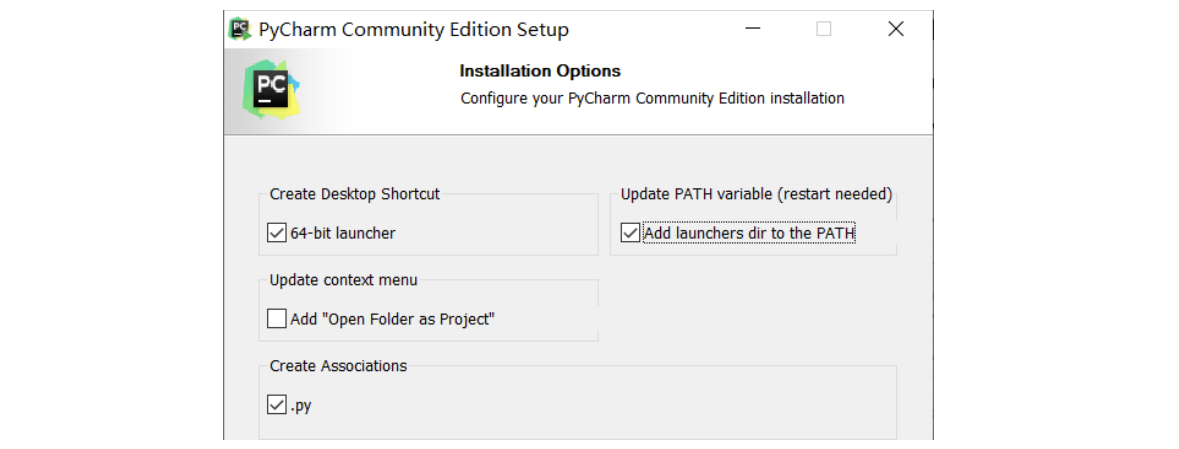 PC PyCharm Community Edition Setup
PC
Installation Options
Configure your PyCharm Community Edition installation
Create Desktop Shortcut
64-bit launcher
Update PATH variable (restart needed)
Add launchers dir to the PATH
Update context menu
Add "Open Folder as Project"
Create Associations
.py